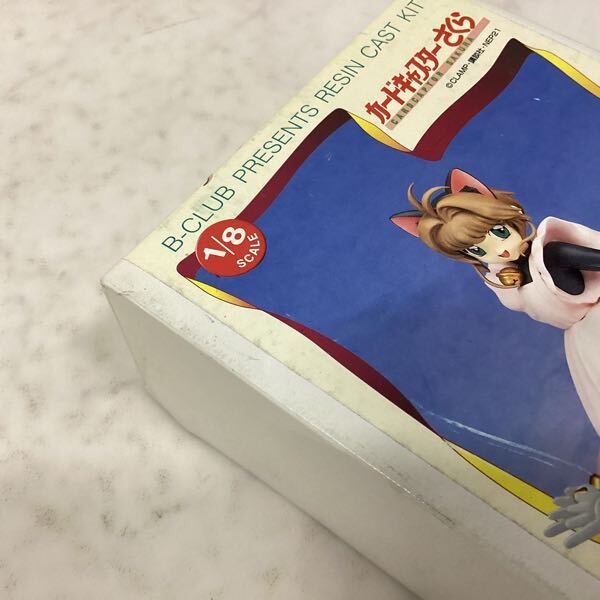 B-CLUB PRESENTS RESIN CAST KIT
カードキャプターさくら
CARDCAPTOR SAKURA
©CLAMP・講談社・NEP21
1/8
SCALE